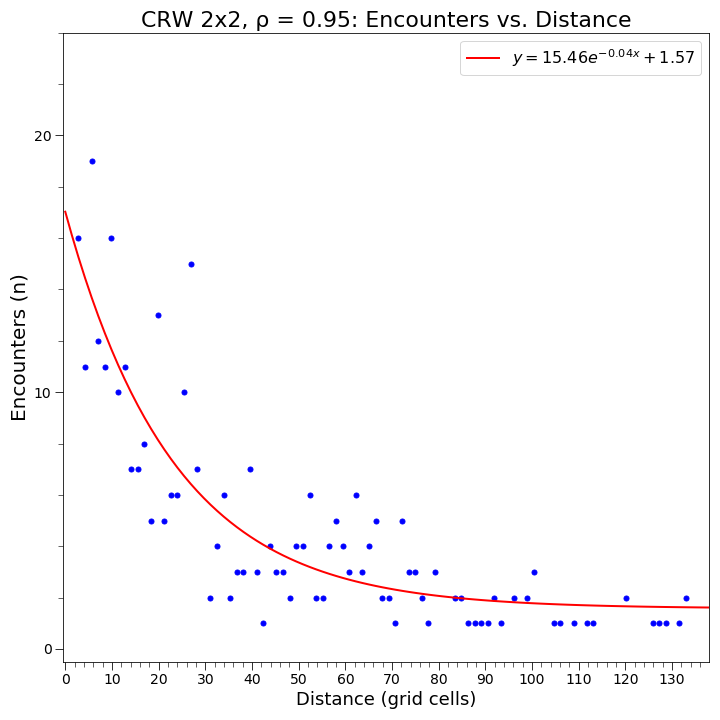 CRW 2x2, ρ = 0.95: Encounters vs. Distance
y = 15.46e^{-0.04x} + 1.57
Encounters (n)
20
10
0
0 10 20 30 40 50 60 70 80 90 100 110 120 130
Distance (grid cells)